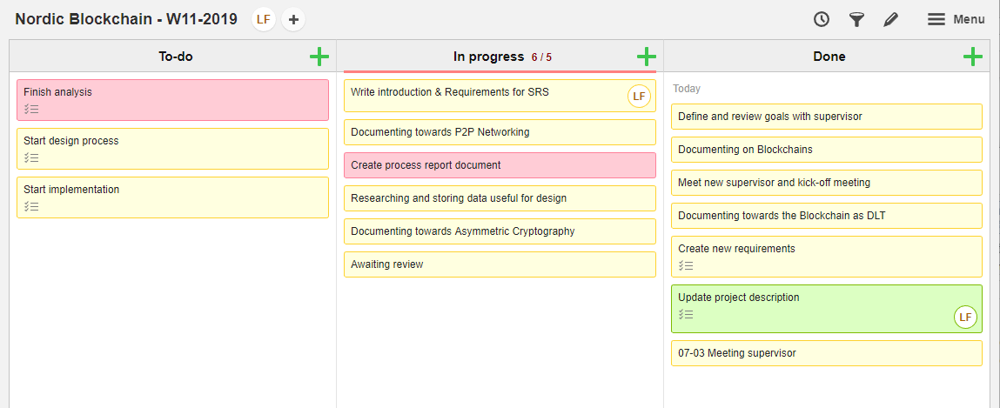 Nordic Blockchain - W11-2019 LF + Menu
To-do
Finish analysis
Start design process
Start implementation
In progress 6 / 5
Write introduction & Requirements for SRS LF
Documenting towards P2P Networking
Create process report document
Researching and storing data useful for design
Documenting towards Asymmetric Cryptography
Awaiting review
Done
Today
Define and review goals with supervisor
Documenting on Blockchains
Meet new supervisor and kick-off meeting
Documenting towards the Blockchain as DLT
Create new requirements
Update project description
LF
07-03 Meeting supervisor